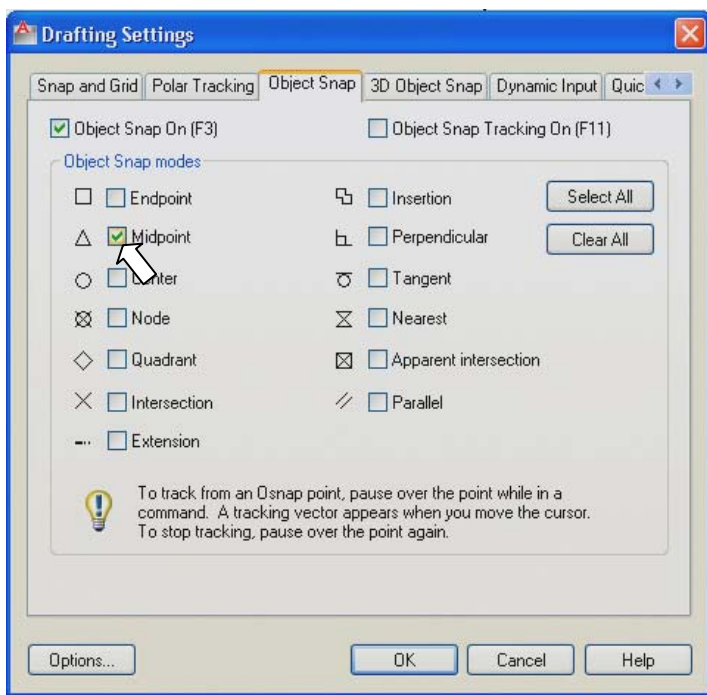 Drafting Settings
Snap and Grid Polar Tracking Object Snap 3D Object Snap Dynamic Input Quic
Object Snap On (F3)
Object Snap Tracking On (F11)
Object Snap modes
Endpoint
Midpoint
Center
Node
Quadrant
Intersection
Extension
Insertion
Perpendicular
Tangent
Nearest
Apparent intersection
Parallel
Select All
Clear All
To track from an Osnap point, pause over the point while in a
command. A tracking vector appears when you move the cursor.
To stop tracking, pause over the point again.
Options...
OK
Cancel
Help